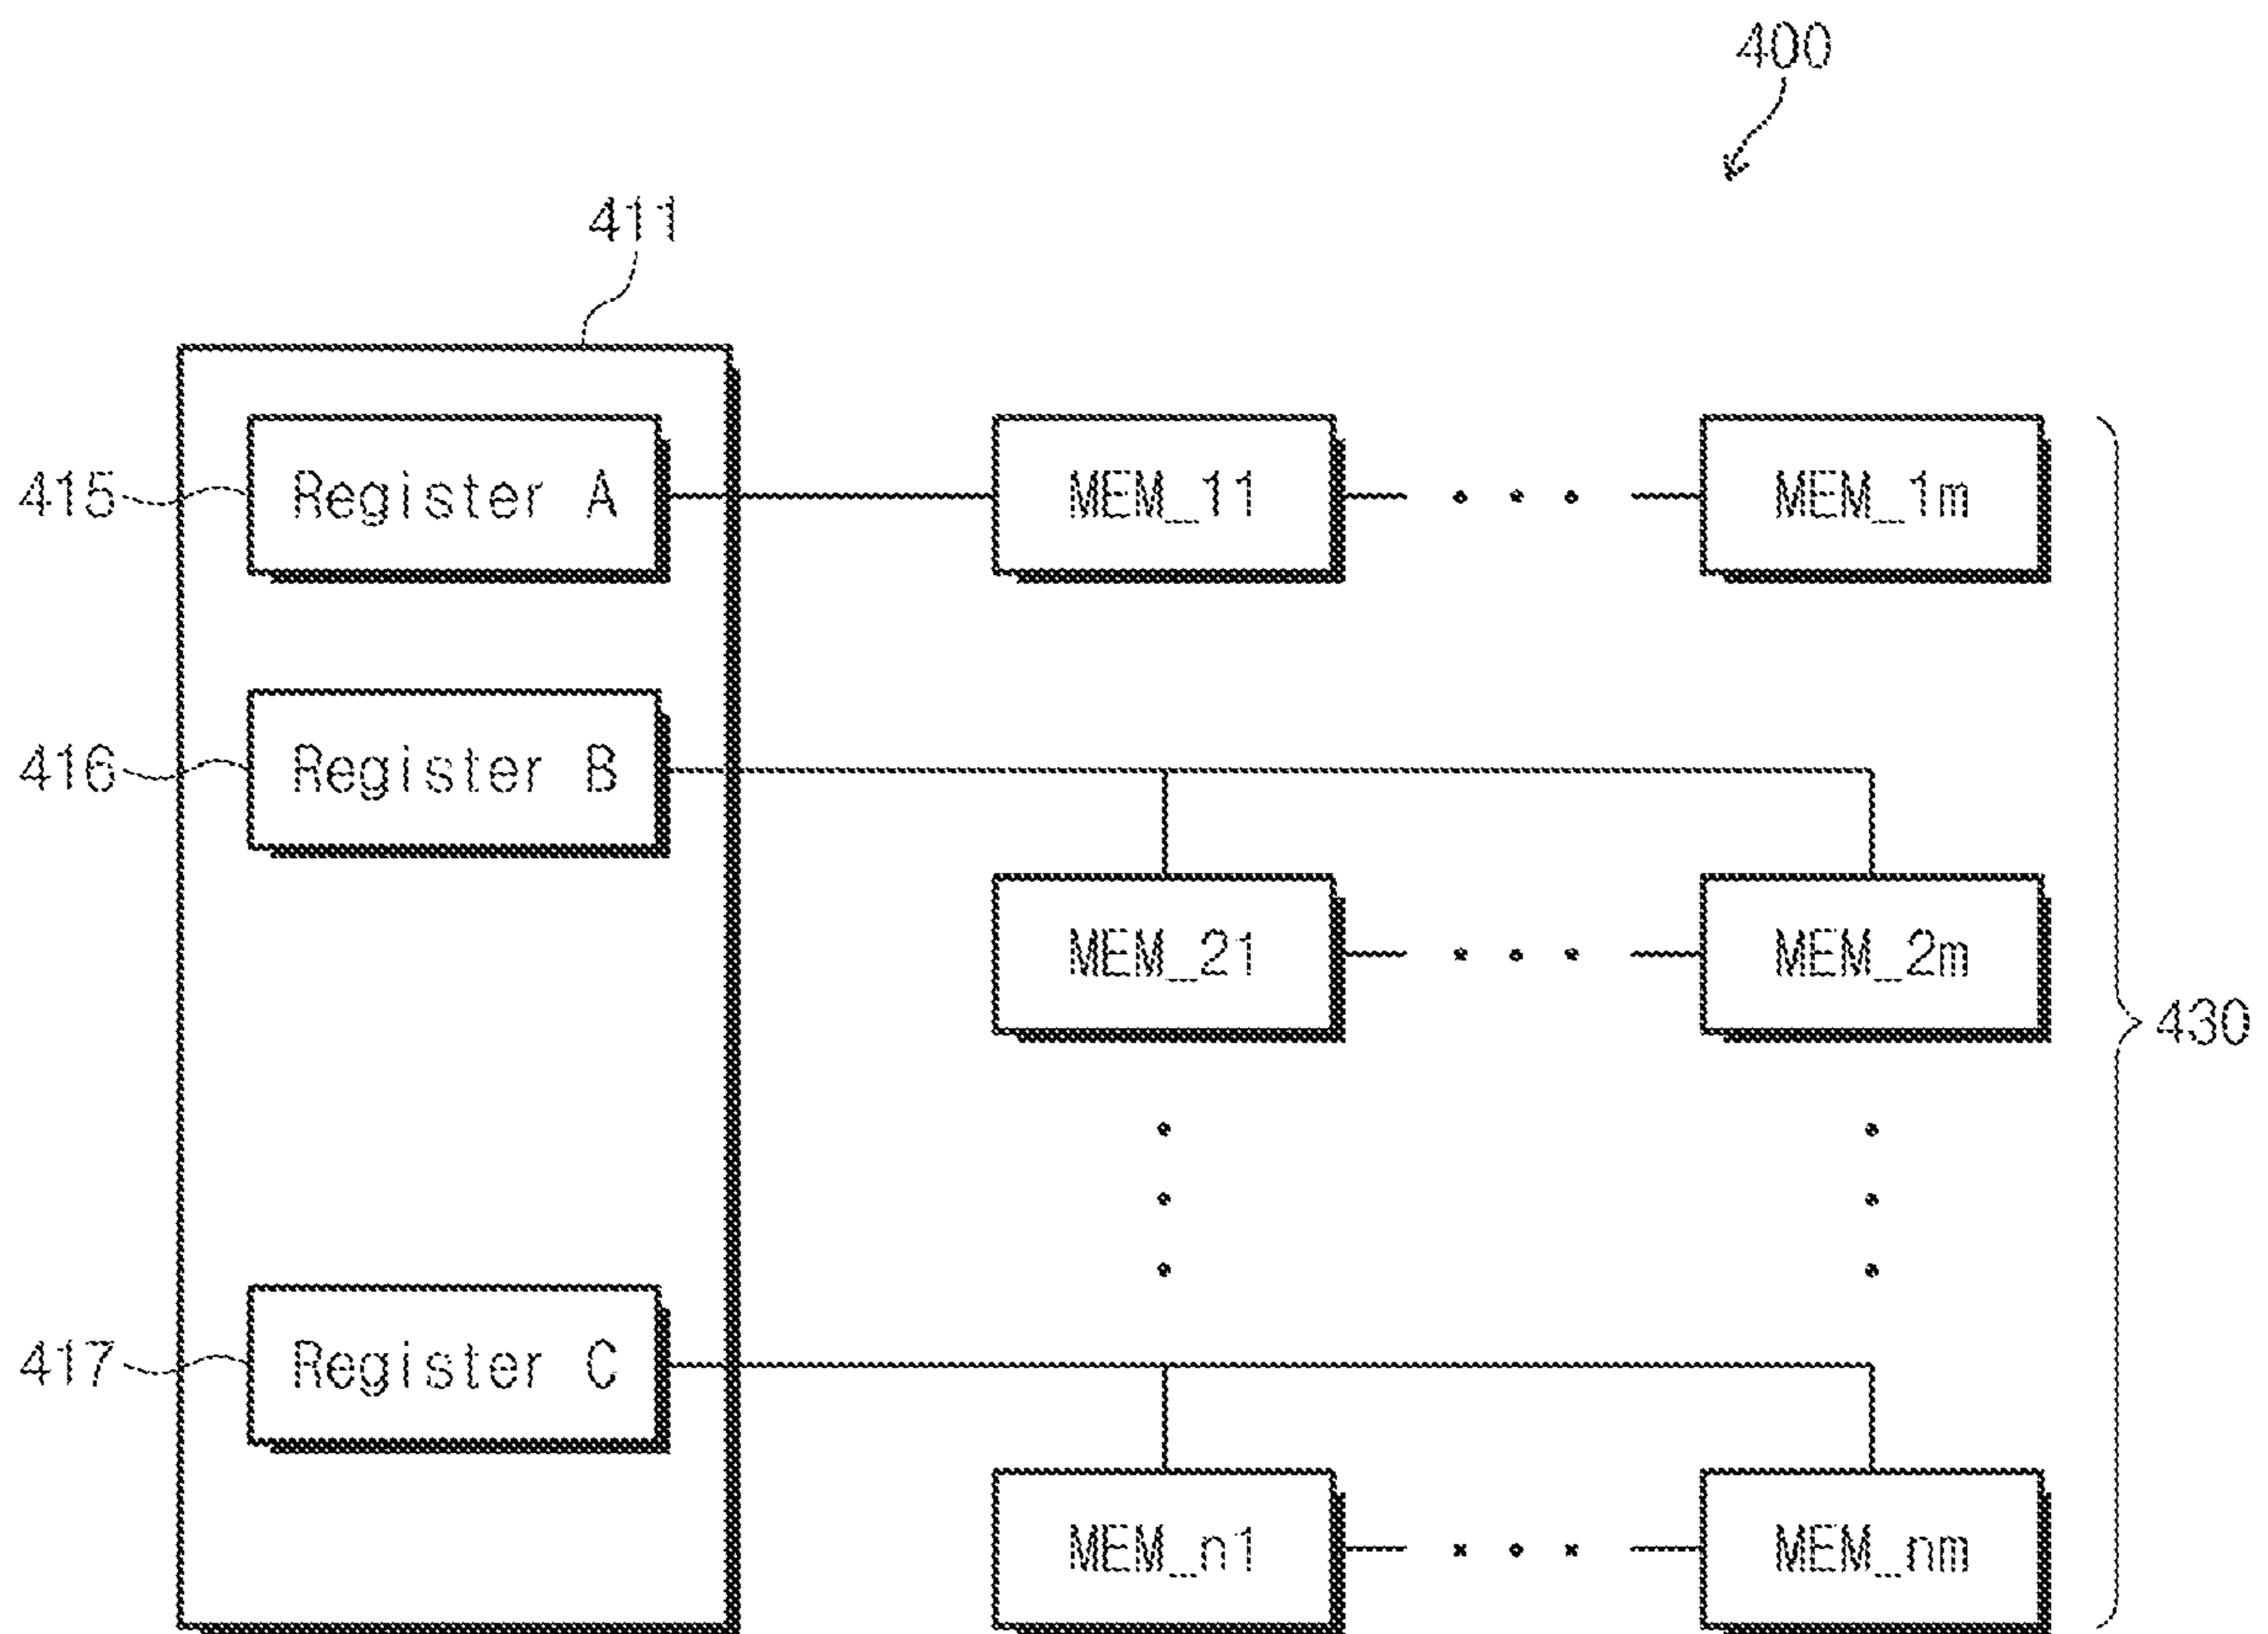 400
411
415 Register A MEM_11 MEM_1m
416 Register B
MEM_21 MEM_2m
430
417 Register C
MEM_n1 MEM_nm